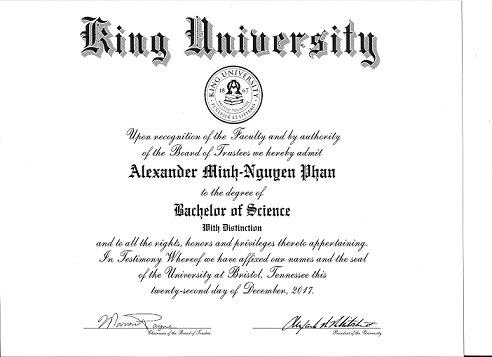 King University
KING UNIVERSITY
18 67
Upon recognition of the Faculty and by authority
of the Board of Trustees we hereby admit
Alexander Minh-Nguyen Phan
to the degree of
Bachelor of Science
With Distinction
and to all the rights, honors and privileges thereto appertaining.
In Testimony Whereof we have affixed our names and the seal
of the University at Bristol, Tennessee this
twenty-second day of December, 2017.
Chairman of the Board of Trustees
President of the University